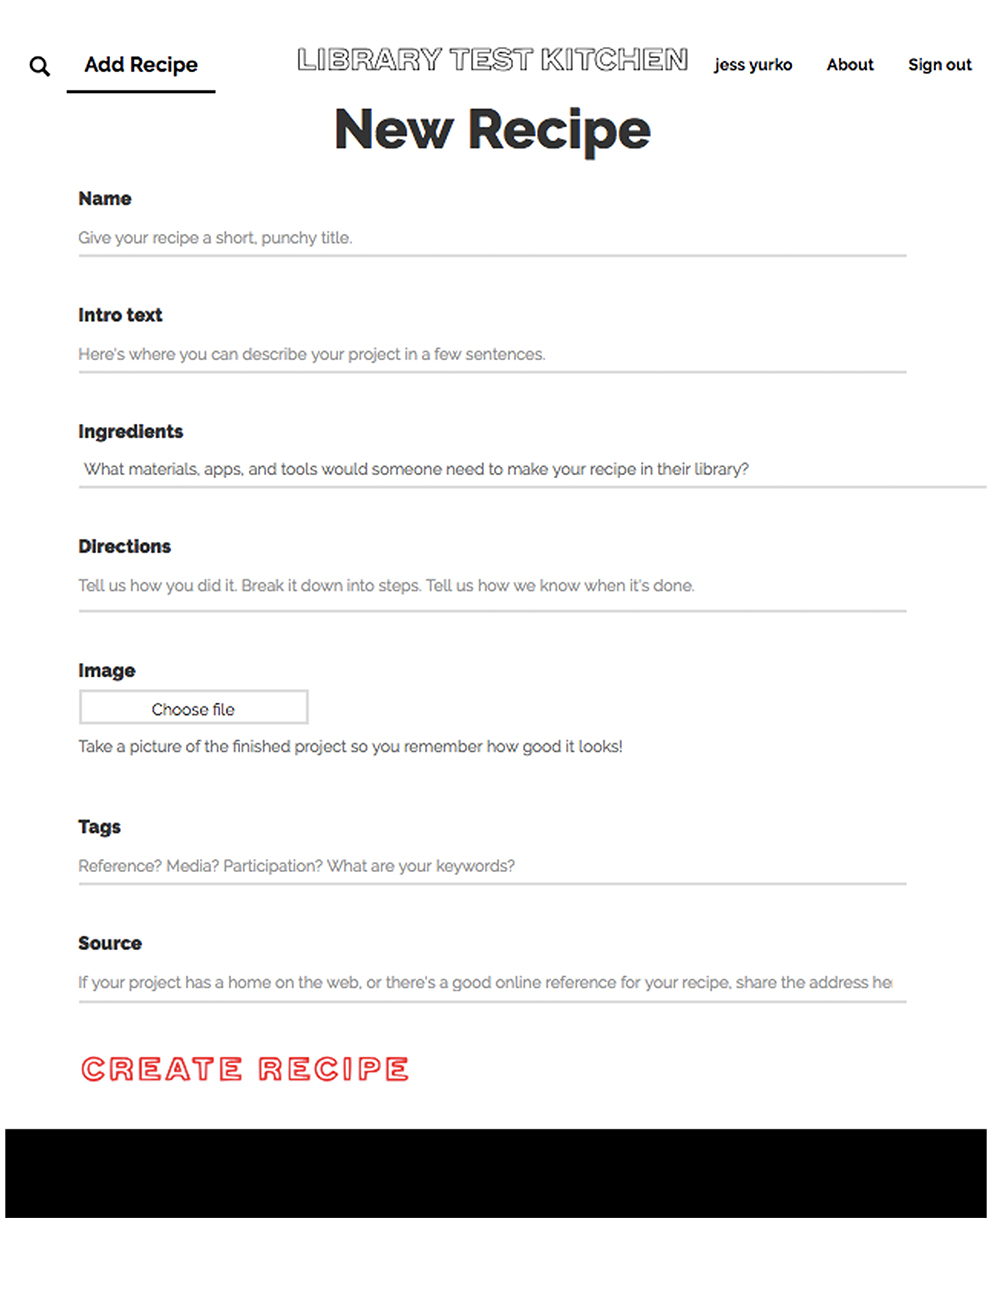 Add Recipe
LIBRARY TEST KITCHEN
jess yurko
About
Sign out
New Recipe
Name
Give your recipe a short, punchy title.
Intro text
Here's where you can describe your project in a few sentences.
Ingredients
What materials, apps, and tools would someone need to make your recipe in their library?
Directions
Tell us how you did it. Break it down into steps. Tell us how we know when it's done.
Image
Choose file
Take a picture of the finished project so you remember how good it looks!
Tags
Reference? Media? Participation? What are your keywords?
Source
If your project has a home on the web, or there's a good online reference for your recipe, share the address
CREATE RECIPE